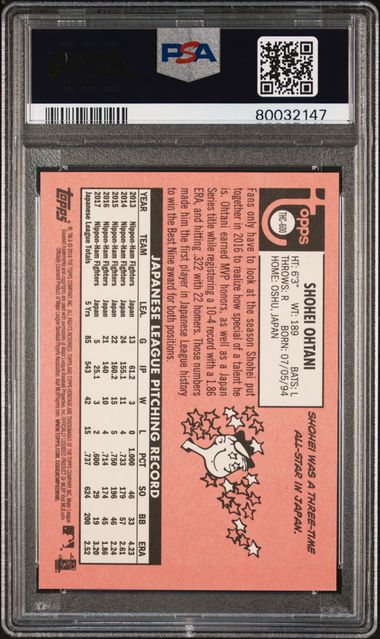 PSA
80032147
topps
THC-600
SHOHEI OHTANI
HT: 6'3" WT: 189 BATS: L
THROWS: R BORN: 07/05/94
HOME: OSHU, JAPAN
SHOHEI WAS A THREE-TIME
ALL-STAR IN JAPAN.
Fans only have to look at the season Shohei put
together in 2016 to realize how special of a talent he
is. Ohtani earned MVP honors, as well as a Japan
Series title while mustering a 10-4 record with a 1.86
ERA, and hitting .322 with 22 homers. Those numbers
made him the first player in Japanese League history
to win the Best Nine award for both positions.
JAPANESE LEAGUE PITCHING RECORD
YEAR TEAM LEA. G IP W L PCT SO BB ERA
2013 Nippon-Ham Fighters Japan 13 61.2 3 0 1.000 46 33 4.23
2014 Nippon-Ham Fighters Japan 24 155.1 11 4 .733 179 57 2.61
2015 Nippon-Ham Fighters Japan 22 160.2 15 5 .750 196 46 2.24
2016 Nippon-Ham Fighters Japan 21 140 10 4 .714 174 45 1.86
2017 Nippon-Ham Fighters Japan 5 25.1 3 2 .600 29 19 3.20
Japanese League Totals 5 Yrs 85 543 42 15 .737 624 200 2.52
topps